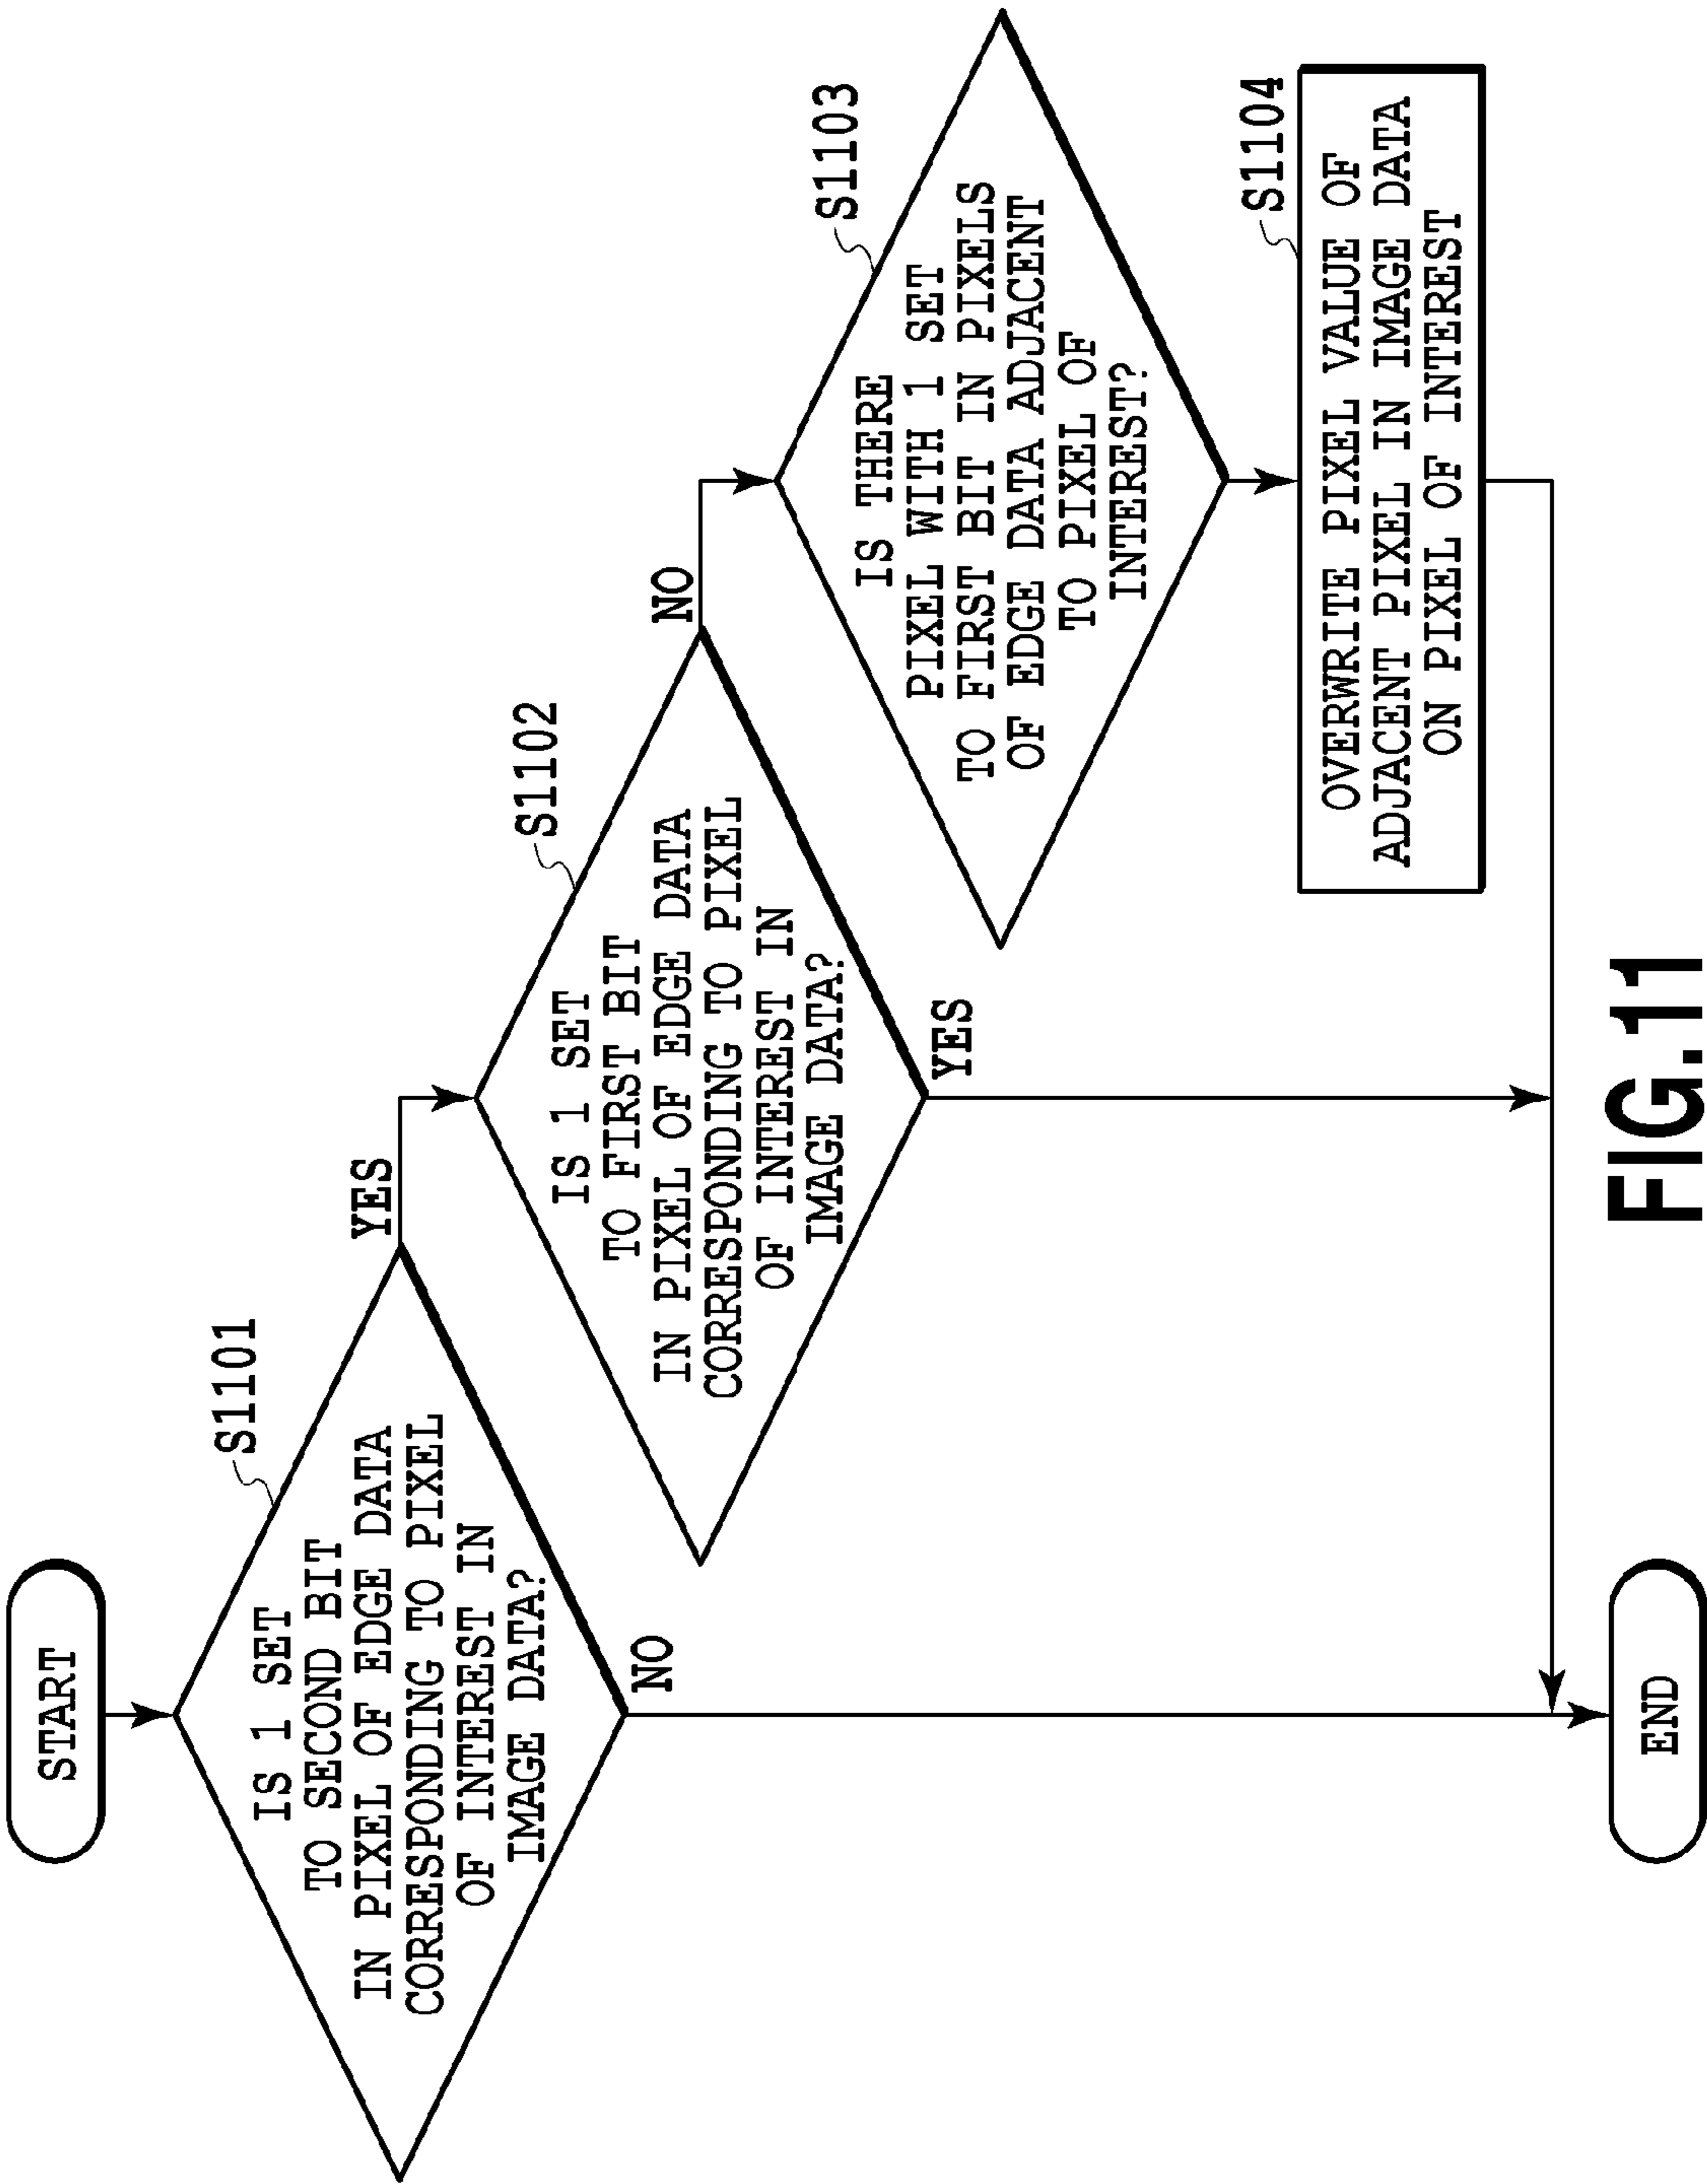 START
S1101
IS 1 SET
TO SECOND BIT
IN PIXEL OF EDGE DATA
CORRESPONDING TO PIXEL
OF INTEREST IN
IMAGE DATA?
YES
NO
S1102
IS 1 SET
TO FIRST BIT
IN PIXEL OF EDGE DATA
CORRESPONDING TO PIXEL
OF INTEREST IN
IMAGE DATA?
NO
YES
S1103
IS THERE
PIXEL WITH 1 SET
TO FIRST BIT IN PIXELS
OF EDGE DATA ADJACENT
TO PIXEL OF
INTEREST?
S1104
OVERWRITE PIXEL VALUE OF
ADJACENT PIXEL IN IMAGE DATA
ON PIXEL OF INTEREST
END
FIG.11